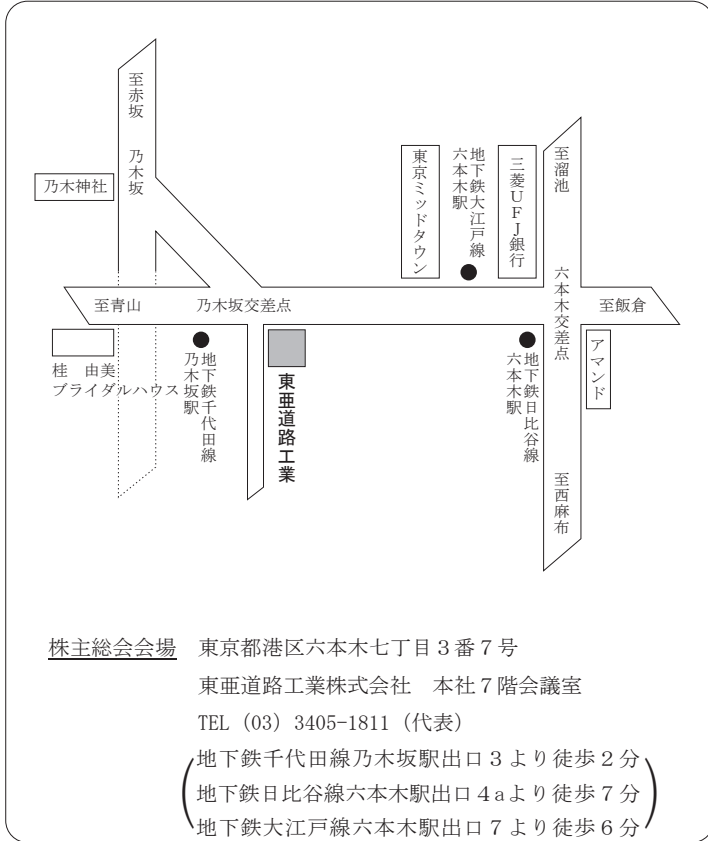 至赤坂
乃木坂
乃木神社
東京ミッドタウン
地下鉄大江戸線
六本木駅
三菱ＵＦＪ銀行
至溜池
至青山
乃木坂交差点
六本木交差点
至飯倉
桂　由美
ブライダルハウス
地下鉄千代田線
乃木坂駅
東亜道路工業
地下鉄日比谷線
六本木駅
アマンド
至西麻布
株主総会会場　東京都港区六本木七丁目３番７号
東亜道路工業株式会社　本社７階会議室
TEL (03) 3405-1811 (代表)
地下鉄千代田線乃木坂駅出口３より徒歩２分
地下鉄日比谷線六本木駅出口４aより徒歩７分
地下鉄大江戸線六本木駅出口７より徒歩６分